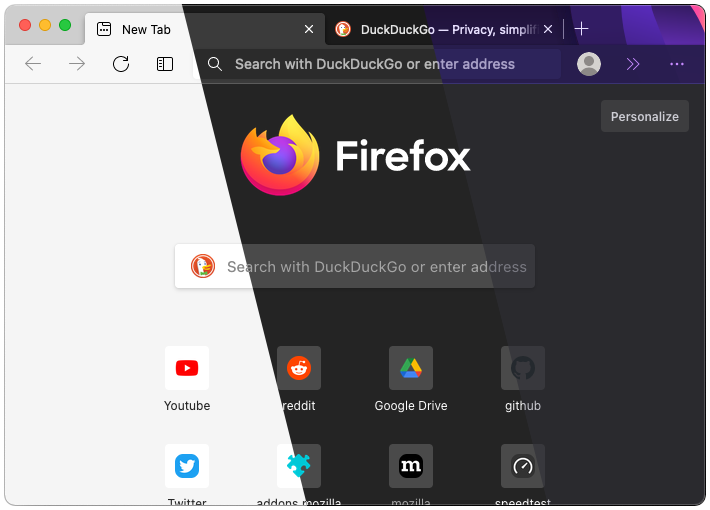 New Tab
DuckDuckGo — Privacy, simplifi
Search with DuckDuckGo or enter address
Personalize
Firefox
Search with DuckDuckGo or enter address
Youtube
reddit
Google Drive
github
m
Twitter
addons mozilla
mozilla
speedtest